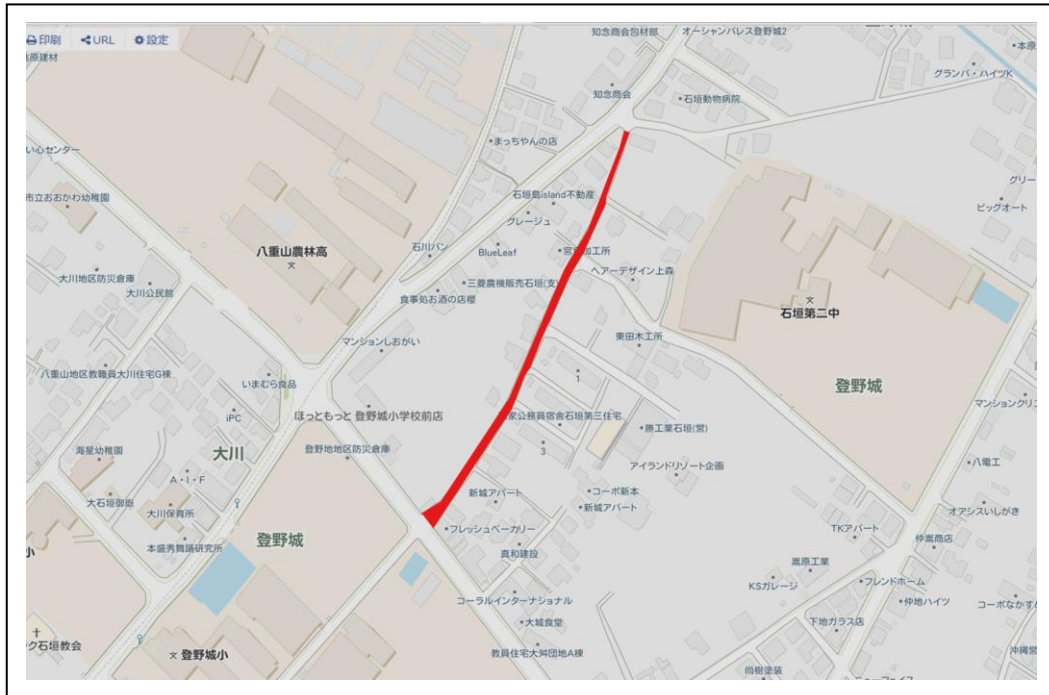 印刷 URL 設定
知念商会包材部
オーシャンパレス登野城2
グランパ・ハイツK
知念商会
石垣動物病院
まっちゃんの店
い心センター
市立おおかわ幼稚園
石垣島island不動産
グレージュ
グリー
ビッグオート
八重山農林高
石川パン
BlueLeaf
ヘアーデザイン上森
大川地区防災倉庫
大川公民館
三菱農機販売石垣(支)
食事処お酒の店櫻
石垣第二中
東田木工所
マンションしおがい
八重山地区教職員大川住宅G棟
いまむら食品
1
登野城
マンションクリ
iPC
ほっともっと 登野城小学校前店
家公務員宿舎石垣第三住宅
勝工業石垣(営)
海星幼稚園
大川
登野地地区防災倉庫
3
アイランドリゾート企画
八電工
A・I・F
大石垣御嶽
大川保育所
新城アパート
コーポ新本
新城アパート
オアシスいしがき
本盛秀舞踊研究所
登野城
フレッシュベーカリー
TKアパート
仲嵩商店
真和建設
嵩原工業
フレンドホーム
KSガレージ
仲地ハイツ
コーポなかすめ
コーラルインターナショナル
大城食堂
下地ガラス店
ク石垣教会
登野城小
教員住宅大舛団地A棟
尚樹塗装
沖縄営